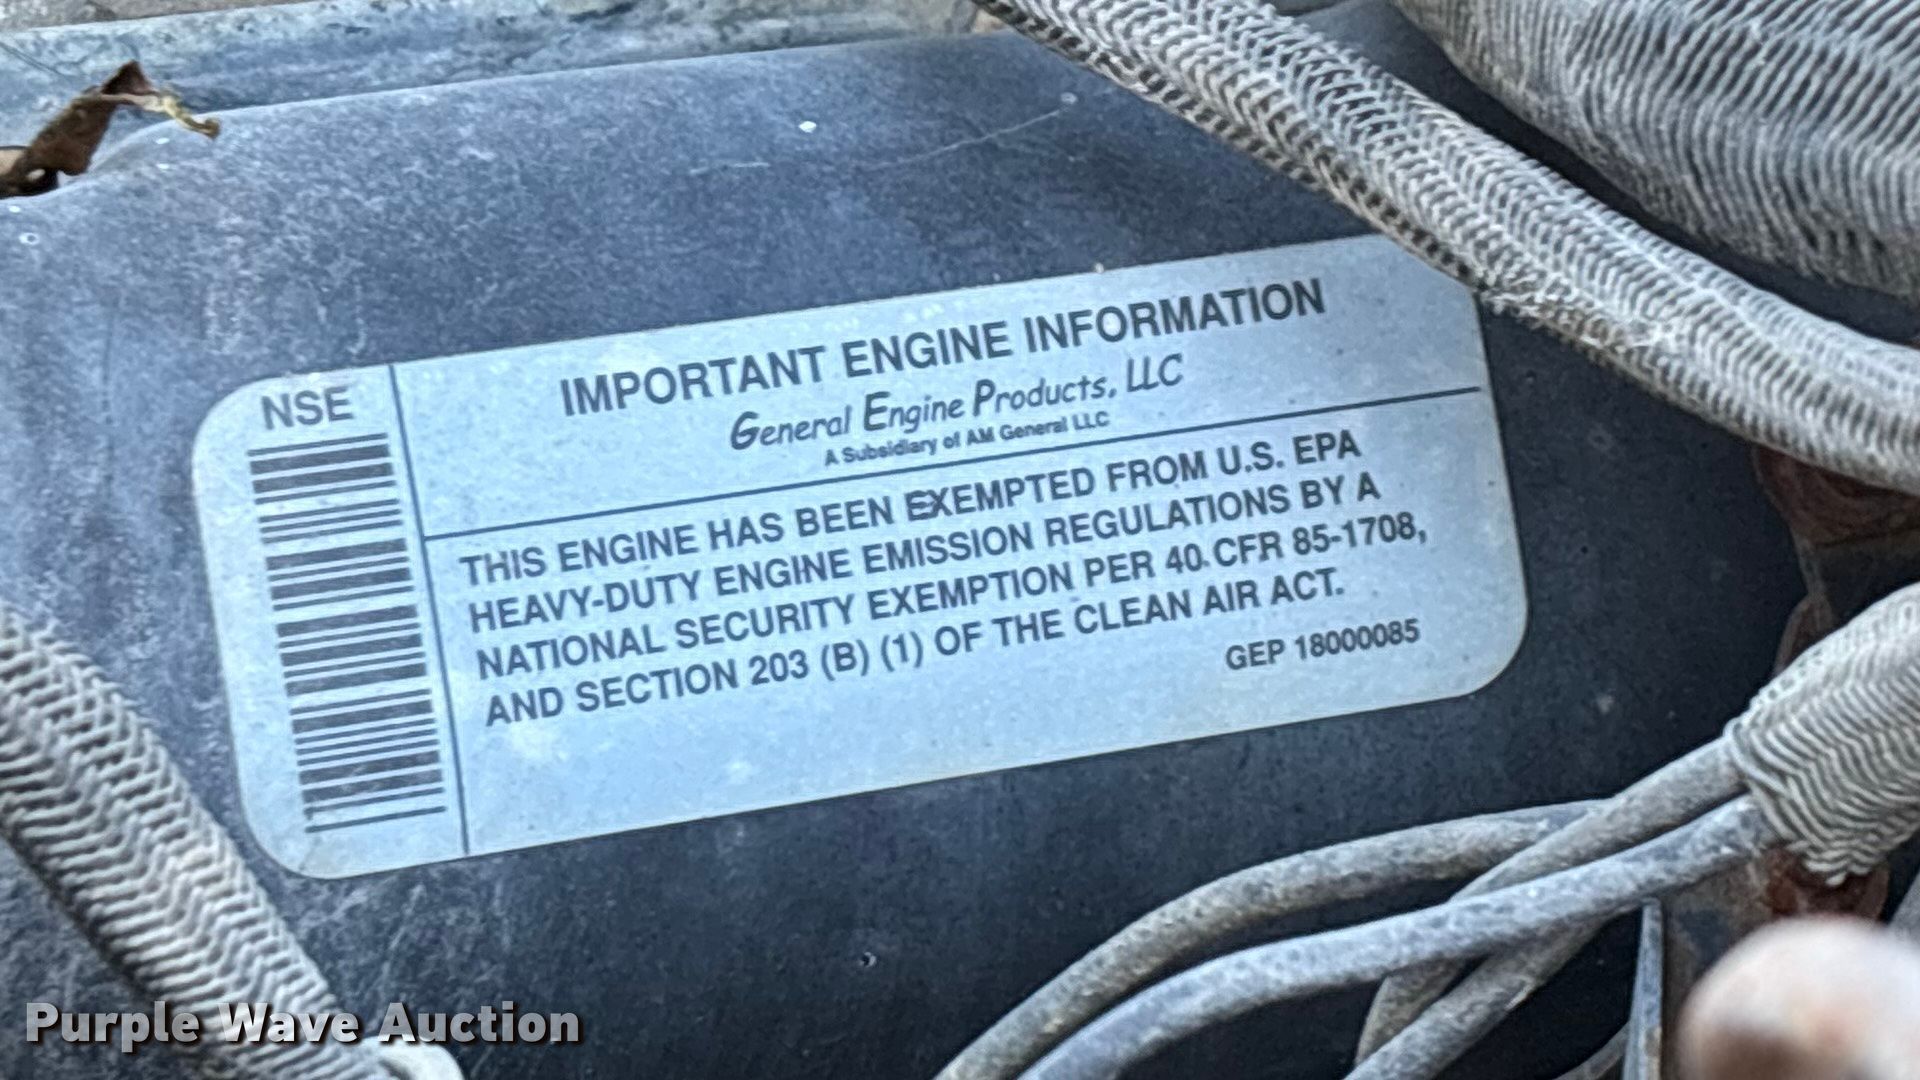 NSE
IMPORTANT ENGINE INFORMATION
General Engine Products, LLC
A Subsidiary of AM General LLC
THIS ENGINE HAS BEEN EXEMPTED FROM U.S. EPA
HEAVY-DUTY ENGINE EMISSION REGULATIONS BY A
NATIONAL SECURITY EXEMPTION PER 40 CFR 85-1708,
AND SECTION 203 (B) (1) OF THE CLEAN AIR ACT.
GEP 18000085
Purple Wave Auction